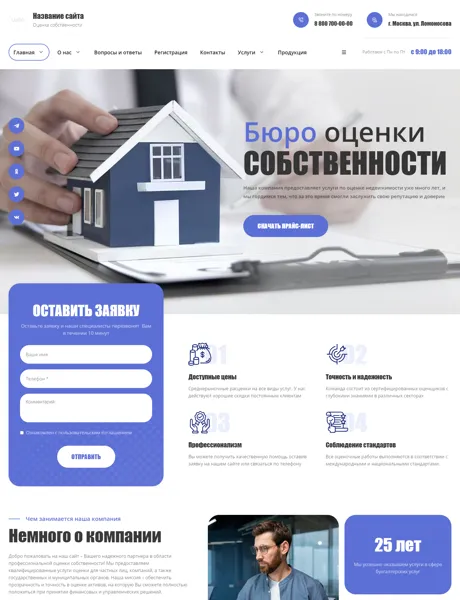 Название сайта
Оценка собственности
Звоните по номеру
8 800 700-00-00
Мы находимся
г. Москва, ул. Ломоносова
Главная
О нас
Вопросы и ответы
Регистрация
Контакты
Услуги
Продукция
Работаем с Пн по Пт
с 9:00 до 18:00
Бюро оценки
СОБСТВЕННОСТИ
Наша компания предоставляет услуги по оценке недвижимости уже много лет, и
мы гордимся тем, что за это время смогли заслужить свою репутацию и доверие
СКАЧАТЬ ПРАЙС-ЛИСТ
ОСТАВИТЬ ЗАЯВКУ
Оставьте заявку и наши специалисты перезвонят Вам
в течении 10 минут
Ваше имя
Телефон *
Комментарий
Ознакомлен с пользовательским соглашением
ОТПРАВИТЬ
01
Доступные цены
Среднерыночные расценки на все виды услуг. У нас
действуют хорошие скидки постоянным клиентам
02
Точность и надежность
Команда состоит из сертифицированных оценщиков с
глубокими знаниями в различных секторах
03
Профессионализм
Вы можете получить качественную помощь, оставив
заявку на нашем сайте или связаться по телефону
04
Соблюдение стандартов
Все оценочные работы выполняются в соответствии с
международными и национальными стандартами
Чем занимается наша компания
Немного о компании
Добро пожаловать на наш сайт – Вашего надежного партнера в области
профессиональной оценки собственности! Мы предоставляем
квалифицированные услуги оценки для частных лиц, компаний, а также
государственных и муниципальных органов. Наша миссия – обеспечить
прозрачность и точность в оценке активов, на которую Вы можете полностью
положиться при принятии финансовых и управленческих решений.
25 лет
Мы успешно оказываем услуги в сфере
бухгалтерских услуг